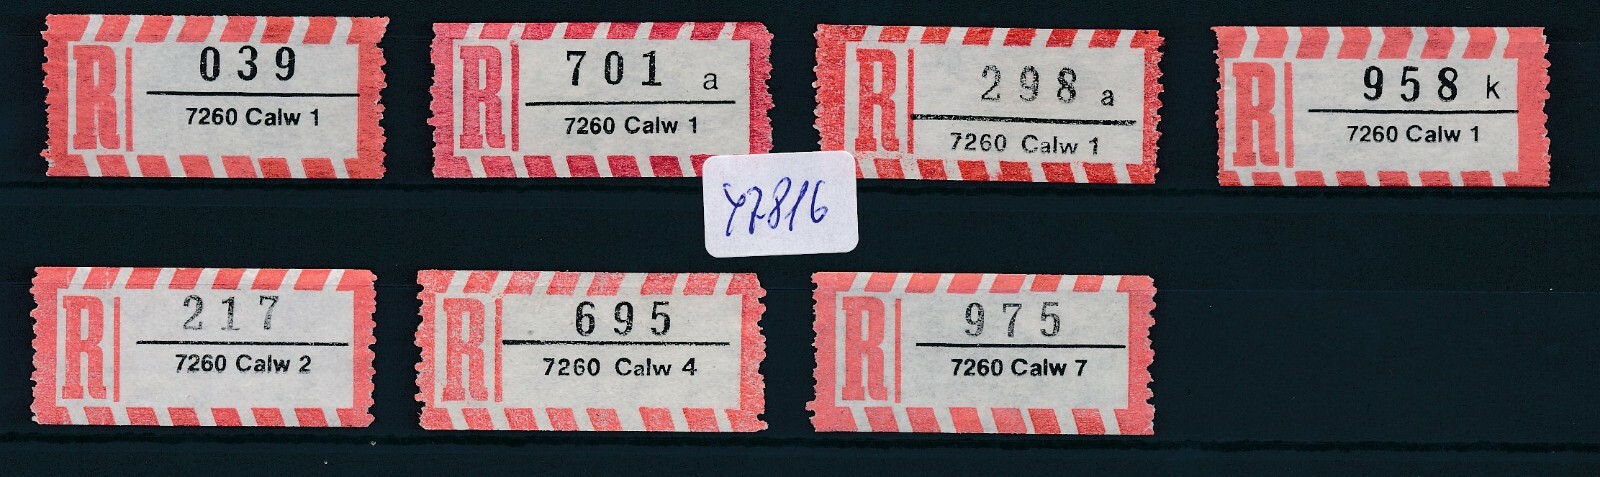 R 039
7260 Calw 1
R 701 a
7260 Calw 1
R 298 a
7260 Calw 1
R 958 k
7260 Calw 1
Y7816
R 217
7260 Calw 2
R 695
7260 Calw 4
R 975
7260 Calw 7